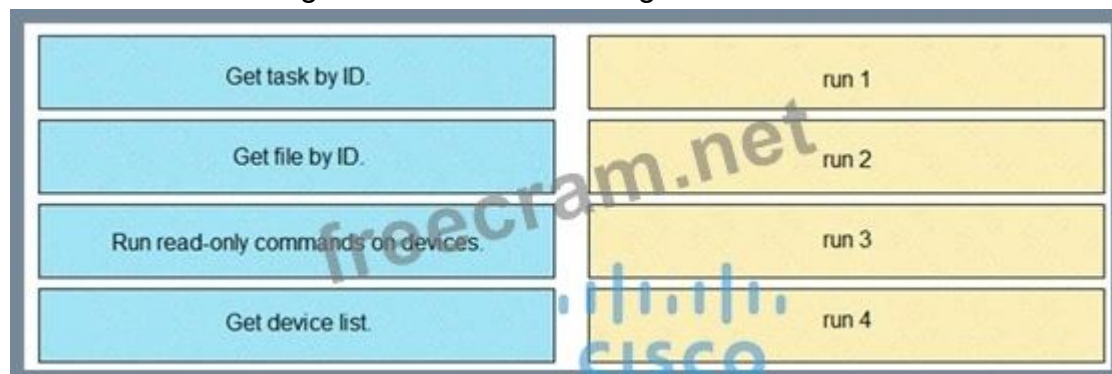 Get task by ID.
run 1
Get file by ID.
run 2
Run read-only commands on devices.
run 3
Get device list.
run 4
freecram.net
CISCO